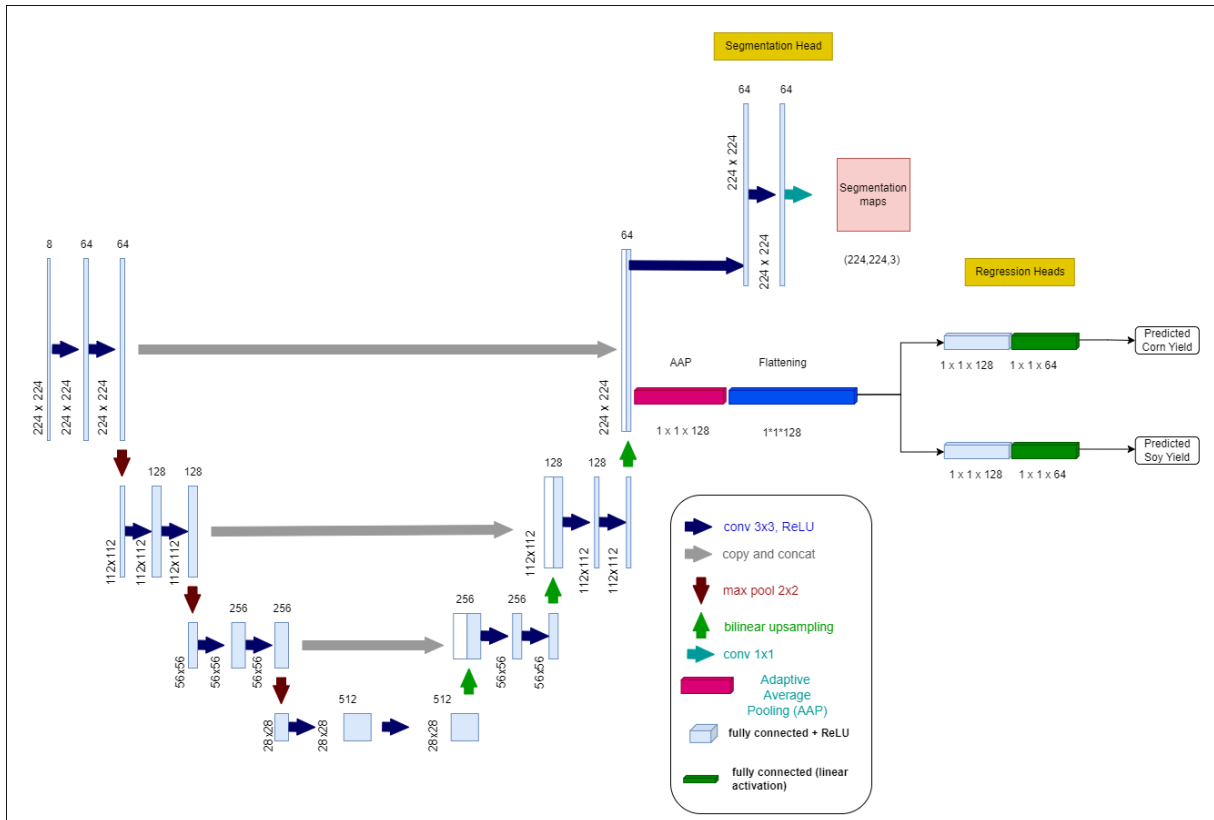 Segmentation Head
64
64
224 x 224
224 x 224
Segmentation
maps
(224,224,3)
8
64
64
224 x 224
224 x 224
224 x 224
64
224 x 224
Regression Heads
AAP
Flattening
1 x 1 x 128
1*1*128
1 x 1 x 128
1 x 1 x 64
Predicted
Corn Yield
1 x 1 x 128
1 x 1 x 64
Predicted
Soy Yield
128
128
112x112
112x112
112x112
128
128
112x112
112x112
112x112
256
256
56x56
56x56
56x56
256
256
56x56
56x56
512
512
28x28
28x28
28x28
conv 3x3, ReLU
copy and concat
max pool 2x2
bilinear upsampling
conv 1x1
Adaptive
Average
Pooling (AAP)
fully connected + ReLU
fully connected (linear
activation)